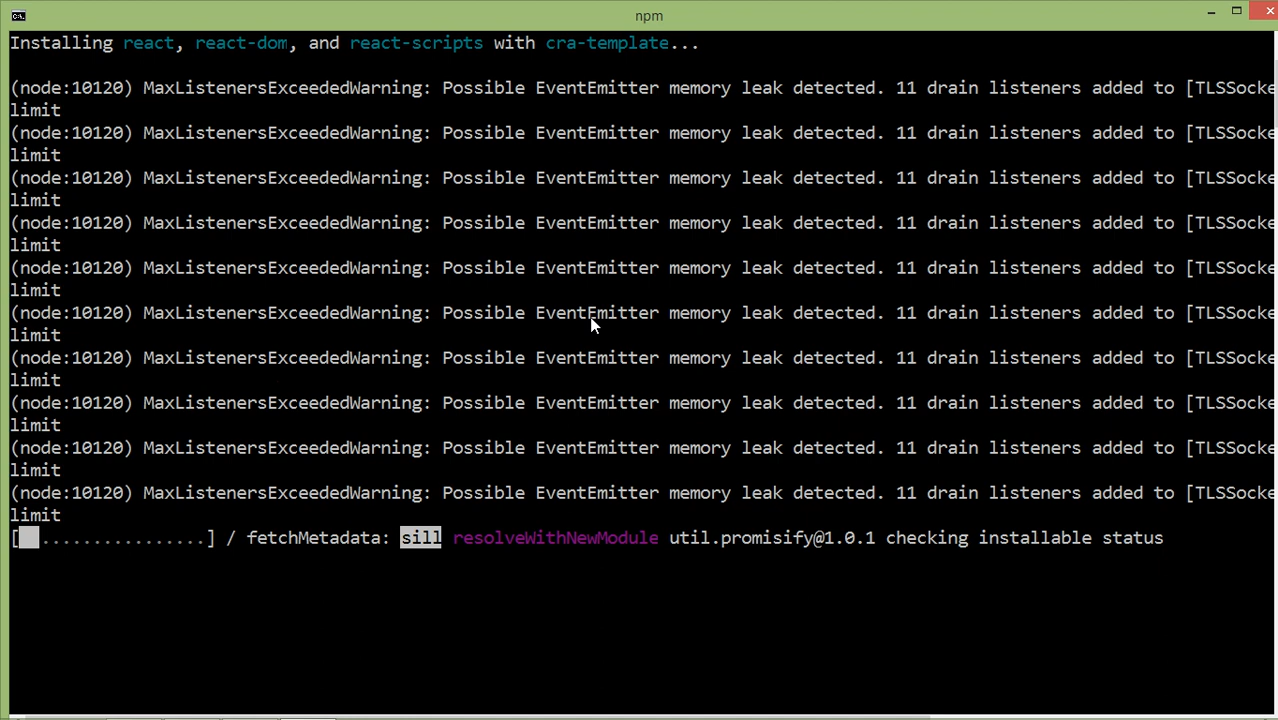 npm
Installing react, react-dom, and react-scripts with cra-template...
(node:10120) MaxListenersExceededWarning: Possible EventEmitter memory leak detected. 11 drain listeners added to [TLSSocke
limit
(node:10120) MaxListenersExceededWarning: Possible EventEmitter memory leak detected. 11 drain listeners added to [TLSSocke
limit
(node:10120) MaxListenersExceededWarning: Possible EventEmitter memory leak detected. 11 drain listeners added to [TLSSocke
limit
(node:10120) MaxListenersExceededWarning: Possible EventEmitter memory leak detected. 11 drain listeners added to [TLSSocke
limit
(node:10120) MaxListenersExceededWarning: Possible EventEmitter memory leak detected. 11 drain listeners added to [TLSSocke
limit
(node:10120) MaxListenersExceededWarning: Possible EventEmitter memory leak detected. 11 drain listeners added to [TLSSocke
limit
(node:10120) MaxListenersExceededWarning: Possible EventEmitter memory leak detected. 11 drain listeners added to [TLSSocke
limit
(node:10120) MaxListenersExceededWarning: Possible EventEmitter memory leak detected. 11 drain listeners added to [TLSSocke
limit
(node:10120) MaxListenersExceededWarning: Possible EventEmitter memory leak detected. 11 drain listeners added to [TLSSocke
limit
(node:10120) MaxListenersExceededWarning: Possible EventEmitter memory leak detected. 11 drain listeners added to [TLSSocke
limit
[  ................] / fetchMetadata: sill resolveWithNewModule util.promisify@1.0.1 checking installable status